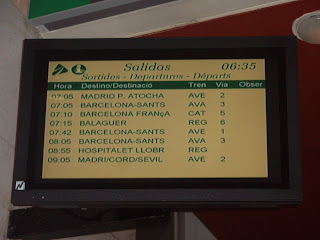 Salidas 06:35
Sortides - Departures - Départs
Hora Destino/Destinació Tren Via Obser
07:05 MADRID P. ATOCHA AVE 2
07:05 BARCELONA-SANTS AVA 3
07:10 BARCELONA FRANçA CAT 5
07:15 BALAGUER REG 6
07:42 BARCELONA-SANTS AVE 1
08:05 BARCELONA-SANTS AVA 3
08:55 HOSPITALET LLOBR REG
09:05 MADRI/CORD/SEVIL AVE 2